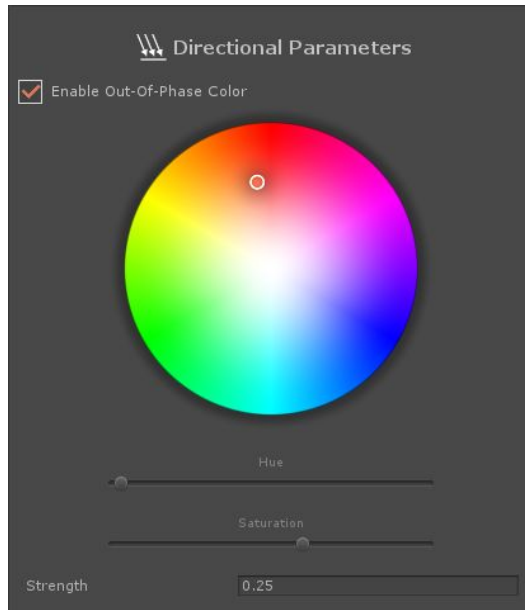 Directional Parameters
Enable Out-Of-Phase Color
Hue
Saturation
Strength 0.25